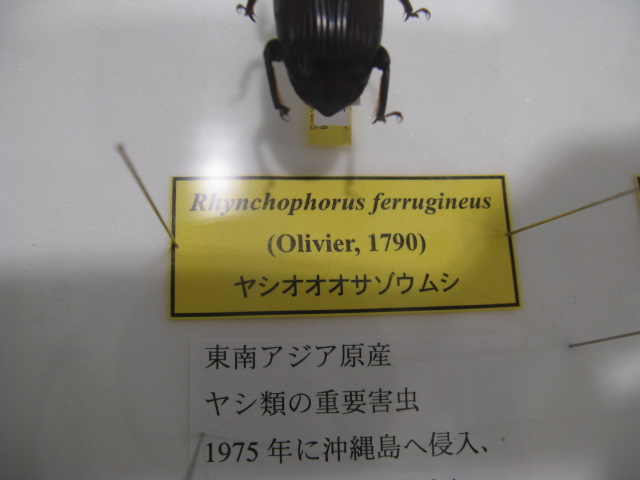 Rhynchophorus ferrugineus
(Olivier, 1790)
ヤシオオオサゾウムシ
東南アジア原産
ヤシ類の重要害虫
1975 年に沖縄島へ侵入、